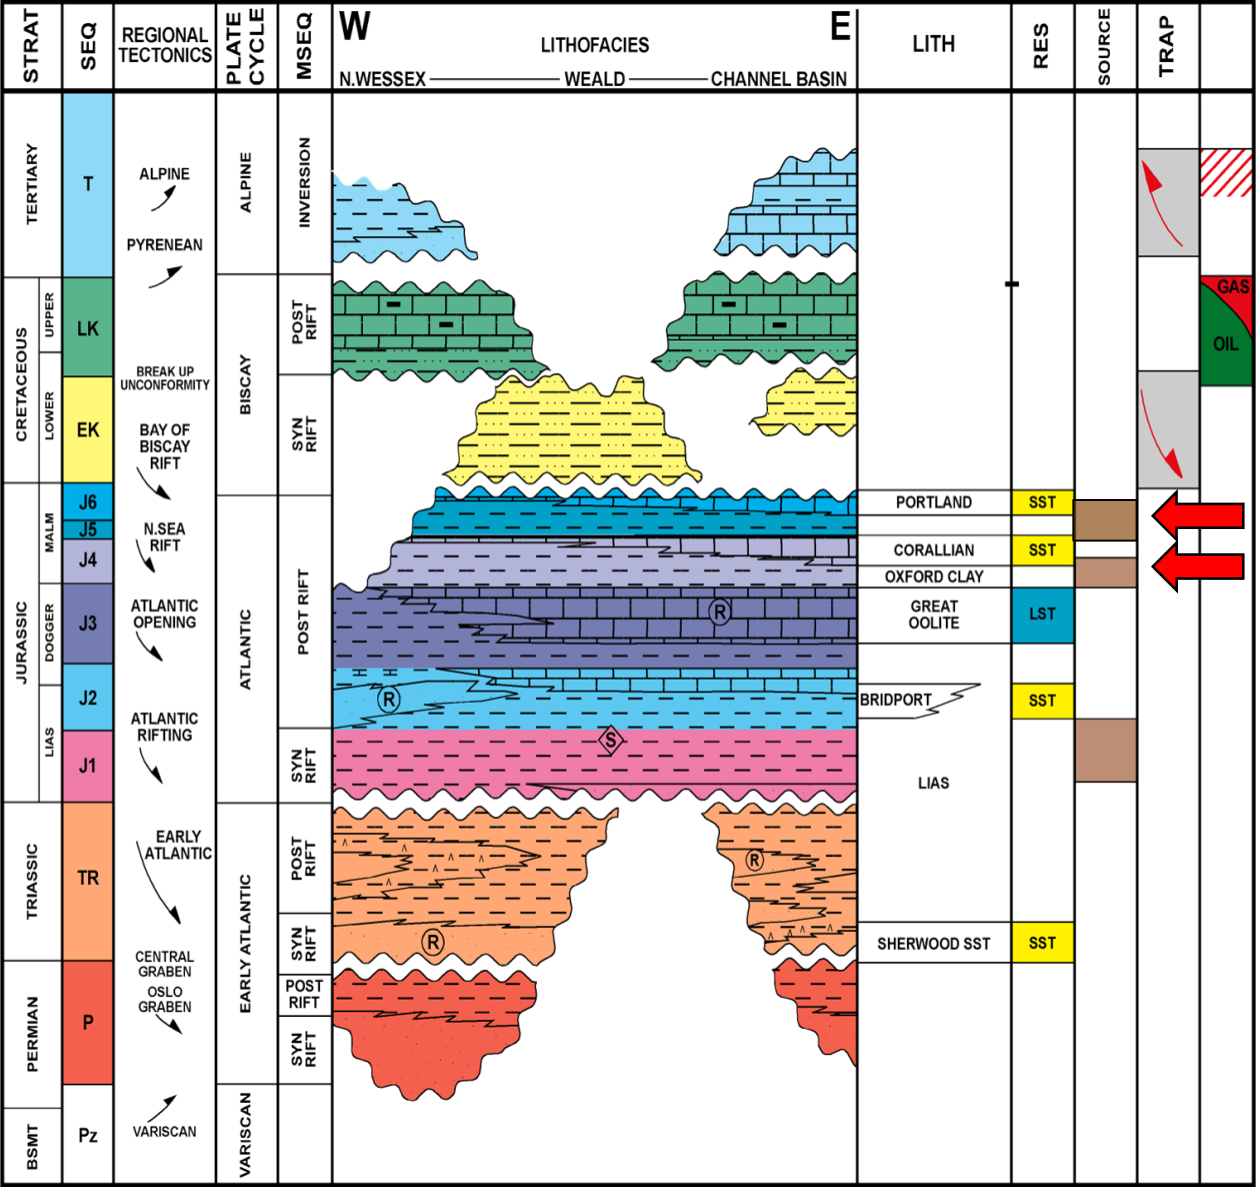 STRAT
SEQ
REGIONAL
TECTONICS
PLATE
CYCLE
MSEQ
W
E
LITHOFACIES
N.WESSEX
WEALD
CHANNEL BASIN
LITH
RES
SOURCE
TRAP
TERTIARY
T
ALPINE
PYRENEAN
ALPINE
INVERSION
CRETACEOUS
UPPER
LK
BREAK UP
UNCONFORMITY
BISCAY
POST
RIFT
GAS
OIL
LOWER
EK
BAY OF
BISCAY
RIFT
SYN
RIFT
JURASSIC
MALM
J6
J5
J4
N.SEA
RIFT
ATLANTIC
POST RIFT
PORTLAND
SST
CORALLIAN
SST
OXFORD CLAY
DOGGER
J3
ATLANTIC
OPENING
R
GREAT
OOLITE
LST
J2
R
BRIDPORT
SST
LIAS
ATLANTIC
RIFTING
J1
SYN
RIFT
S
LIAS
TRIASSIC
TR
EARLY
ATLANTIC
EARLY ATLANTIC
POST
RIFT
R
SYN
RIFT
R
SHERWOOD SST
SST
PERMIAN
P
CENTRAL
GRABEN
OSLO
GRABEN
POST
RIFT
SYN
RIFT
BSMT
Pz
VARISCAN
VARISCAN